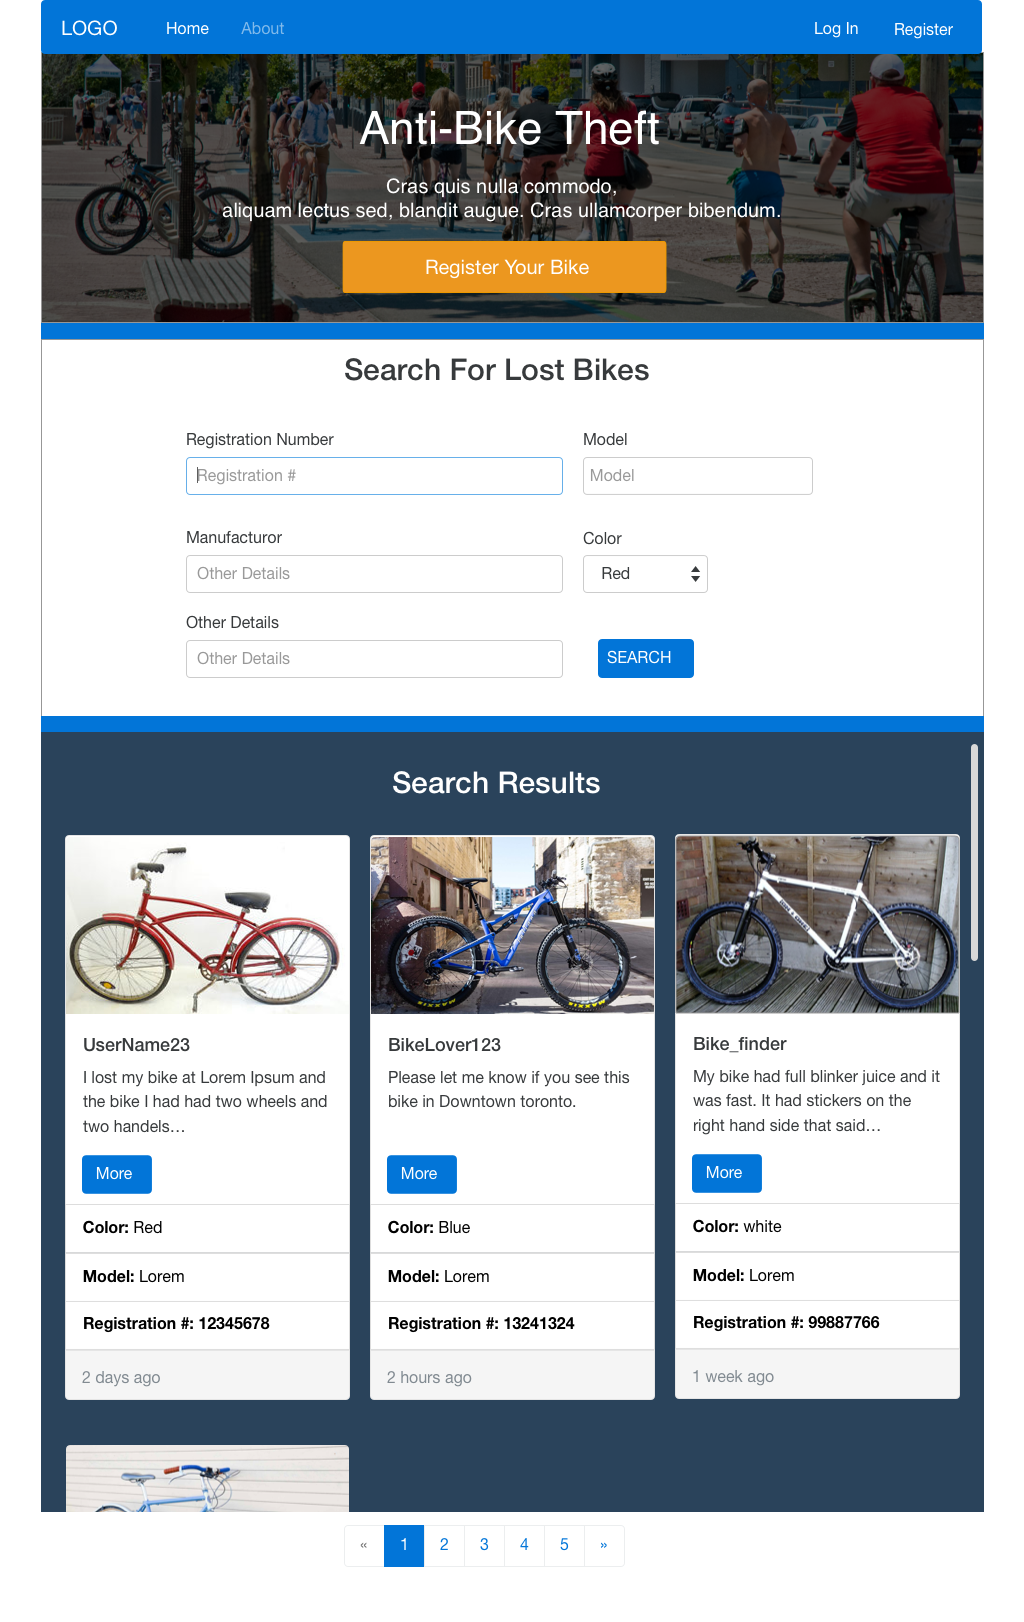 LOGO Home About Log In Register
Anti-Bike Theft
Cras quis nulla commodo,
aliquam lectus sed, blandit augue. Cras ullamcorper bibendum.
Register Your Bike
Search For Lost Bikes
Registration Number Model
Registration # Model
Manufacturor Color
Other Details Red
Other Details
Other Details SEARCH
Search Results
MAXXIS MAXXIS
UserName23
I lost my bike at Lorem Ipsum and
the bike I had had two wheels and
two handels...
More
Color: Red
Model: Lorem
Registration #: 12345678
2 days ago
BikeLover123
Please let me know if you see this
bike in Downtown toronto.
More
Color: Blue
Model: Lorem
Registration #: 13241324
2 hours ago
Bike_finder
My bike had full blinker juice and it
was fast. It had stickers on the
right hand side that said...
More
Color: white
Model: Lorem
Registration #: 99887766
1 week ago
« 1 2 3 4 5 »